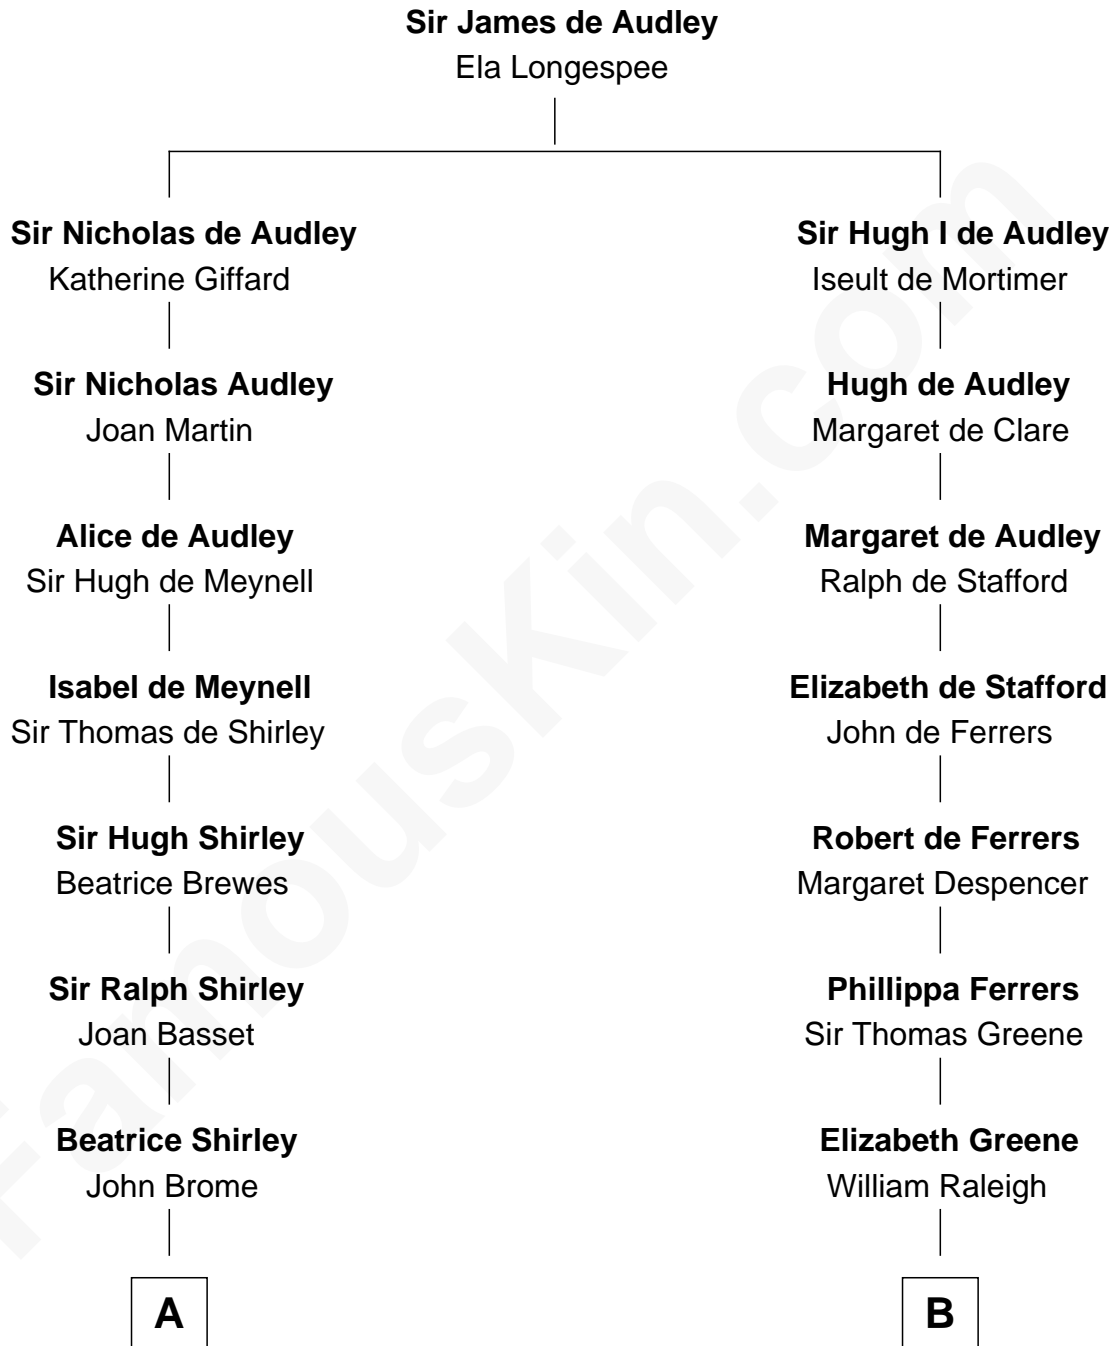 Sir James de Audley
Ela Longespee
Sir Nicholas de Audley
Katherine Giffard
Sir Hugh I de Audley
Iseult de Mortimer
Sir Nicholas Audley
Joan Martin
Hugh de Audley
Margaret de Clare
Alice de Audley
Sir Hugh de Meynell
Margaret de Audley
Ralph de Stafford
Isabel de Meynell
Sir Thomas de Shirley
Elizabeth de Stafford
John de Ferrers
Sir Hugh Shirley
Beatrice Brewes
Robert de Ferrers
Margaret Despencer
Sir Ralph Shirley
Joan Basset
Phillippa Ferrers
Sir Thomas Greene
Beatrice Shirley
John Brome
Elizabeth Greene
William Raleigh
A
B
FamousKin.com